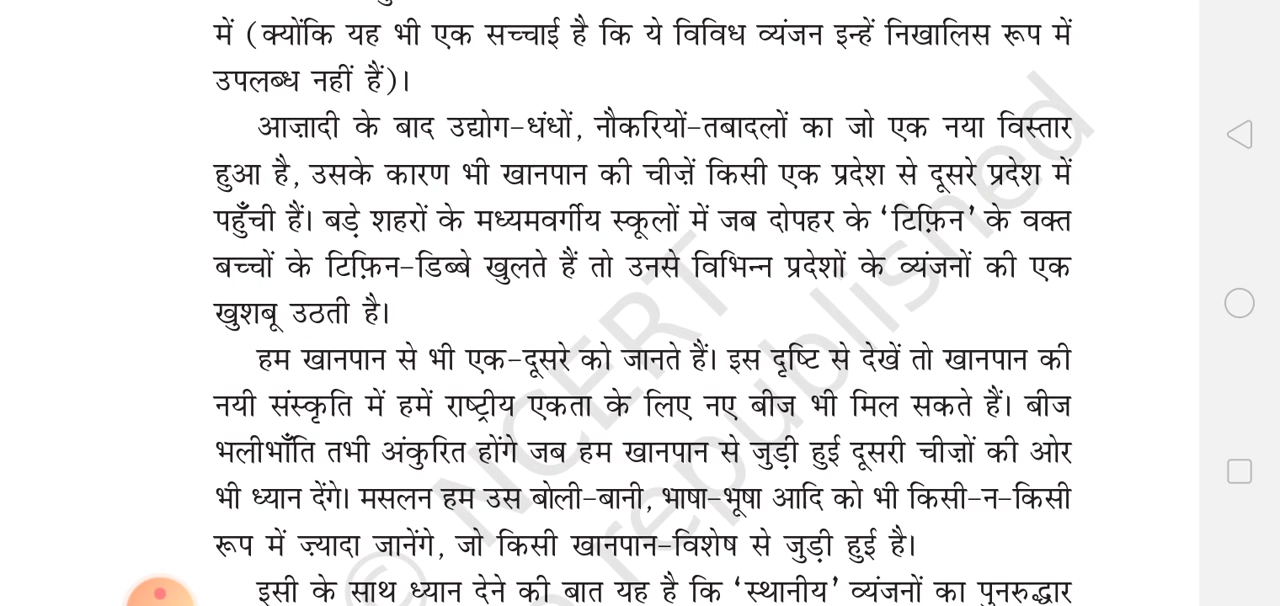 में (क्योंकि यह भी एक सच्चाई है कि ये विविध व्यंजन इन्हें निखालिस रूप में
उपलब्ध नहीं हैं)।
आज़ादी के बाद उद्योग-धंधों, नौकरियों-तबादलों का जो एक नया विस्तार
हुआ है, उसके कारण भी खानपान की चीज़ें किसी एक प्रदेश से दूसरे प्रदेश में
पहुँची हैं। बड़े शहरों के मध्यमवर्गीय स्कूलों में जब दोपहर के ‘टिफ़िन’ के वक्त
बच्चों के टिफ़िन-डिब्बे खुलते हैं तो उनसे विभिन्न प्रदेशों के व्यंजनों की एक
खुशबू उठती है।
हम खानपान से भी एक-दूसरे को जानते हैं। इस दृष्टि से देखें तो खानपान की
नयी संस्कृति में हमें राष्ट्रीय एकता के लिए नए बीज भी मिल सकते हैं। बीज
भलीभाँति तभी अंकुरित होंगे जब हम खानपान से जुड़ी हुई दूसरी चीज़ों की ओर
भी ध्यान देंगे। मसलन हम उस बोली-बानी, भाषा-भूषा आदि को भी किसी-न-किसी
रूप में ज़्यादा जानेंगे, जो किसी खानपान-विशेष से जुड़ी हुई है।
इसी के साथ ध्यान देने की बात यह है कि ‘स्थानीय’ व्यंजनों का पुनरुद्धार
© NCERT
republished